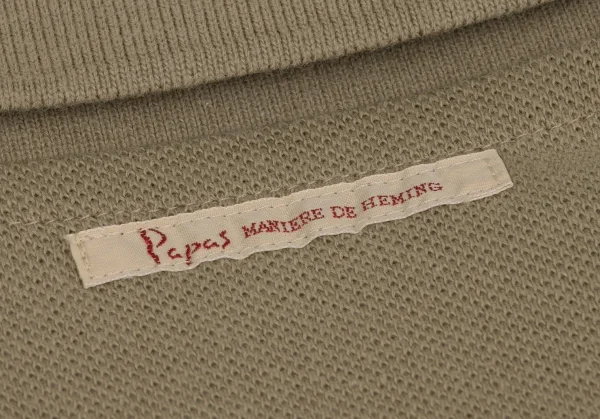 Papas MANIERE DE HEMING